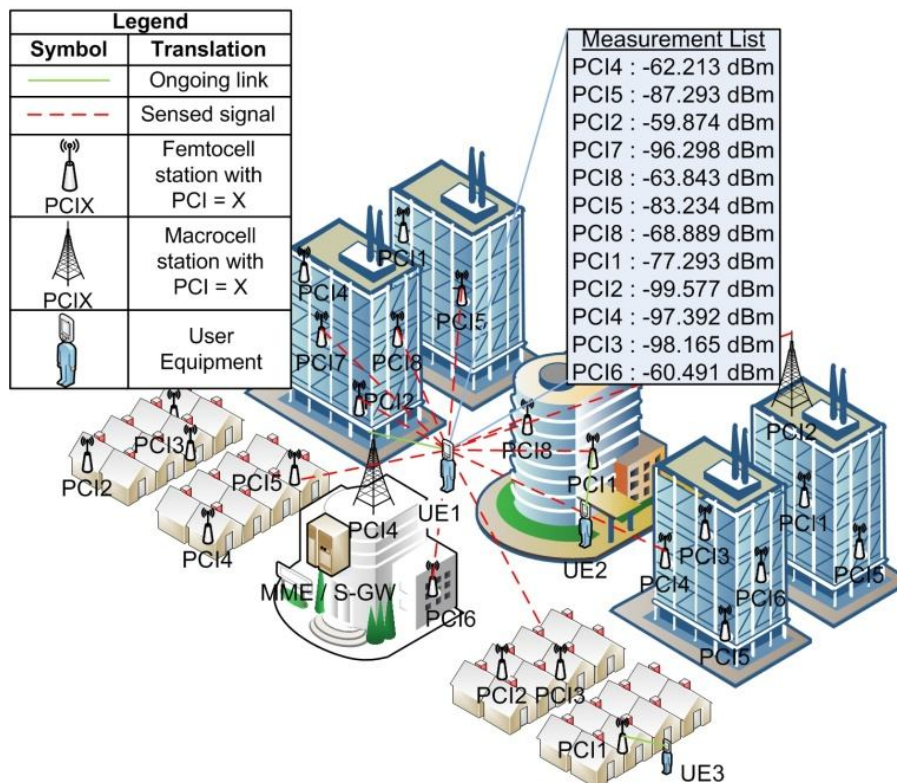 Legend
Symbol Translation
Ongoing link
Sensed signal
Femtocell
station with
PCI = X
PCIX
Macrocell
station with
PCI = X
PCIX
User
Equipment
Measurement List
PCI4 : -62.213 dBm
PCI5 : -87.293 dBm
PCI2 : -59.874 dBm
PCI7 : -96.298 dBm
PCI8 : -63.843 dBm
PCI5 : -83.234 dBm
PCI8 : -68.889 dBm
PCI1 : -77.293 dBm
PCI2 : -99.577 dBm
PCI4 : -97.392 dBm
PCI3 : -98.165 dBm
PCI6 : -60.491 dBm
PCI1
PCI4
PCI5
PCI7
PCI8
PCI2
PCI3
PCI2
PCI5
PCI4
PCI8
PCI1
PCI2
PCI4
UE1
UE2
MME / S-GW
PCI6
PCI1
PCI3
PCI4
PCI5
PCI6
PCI5
PCI2
PCI3
PCI1
UE3